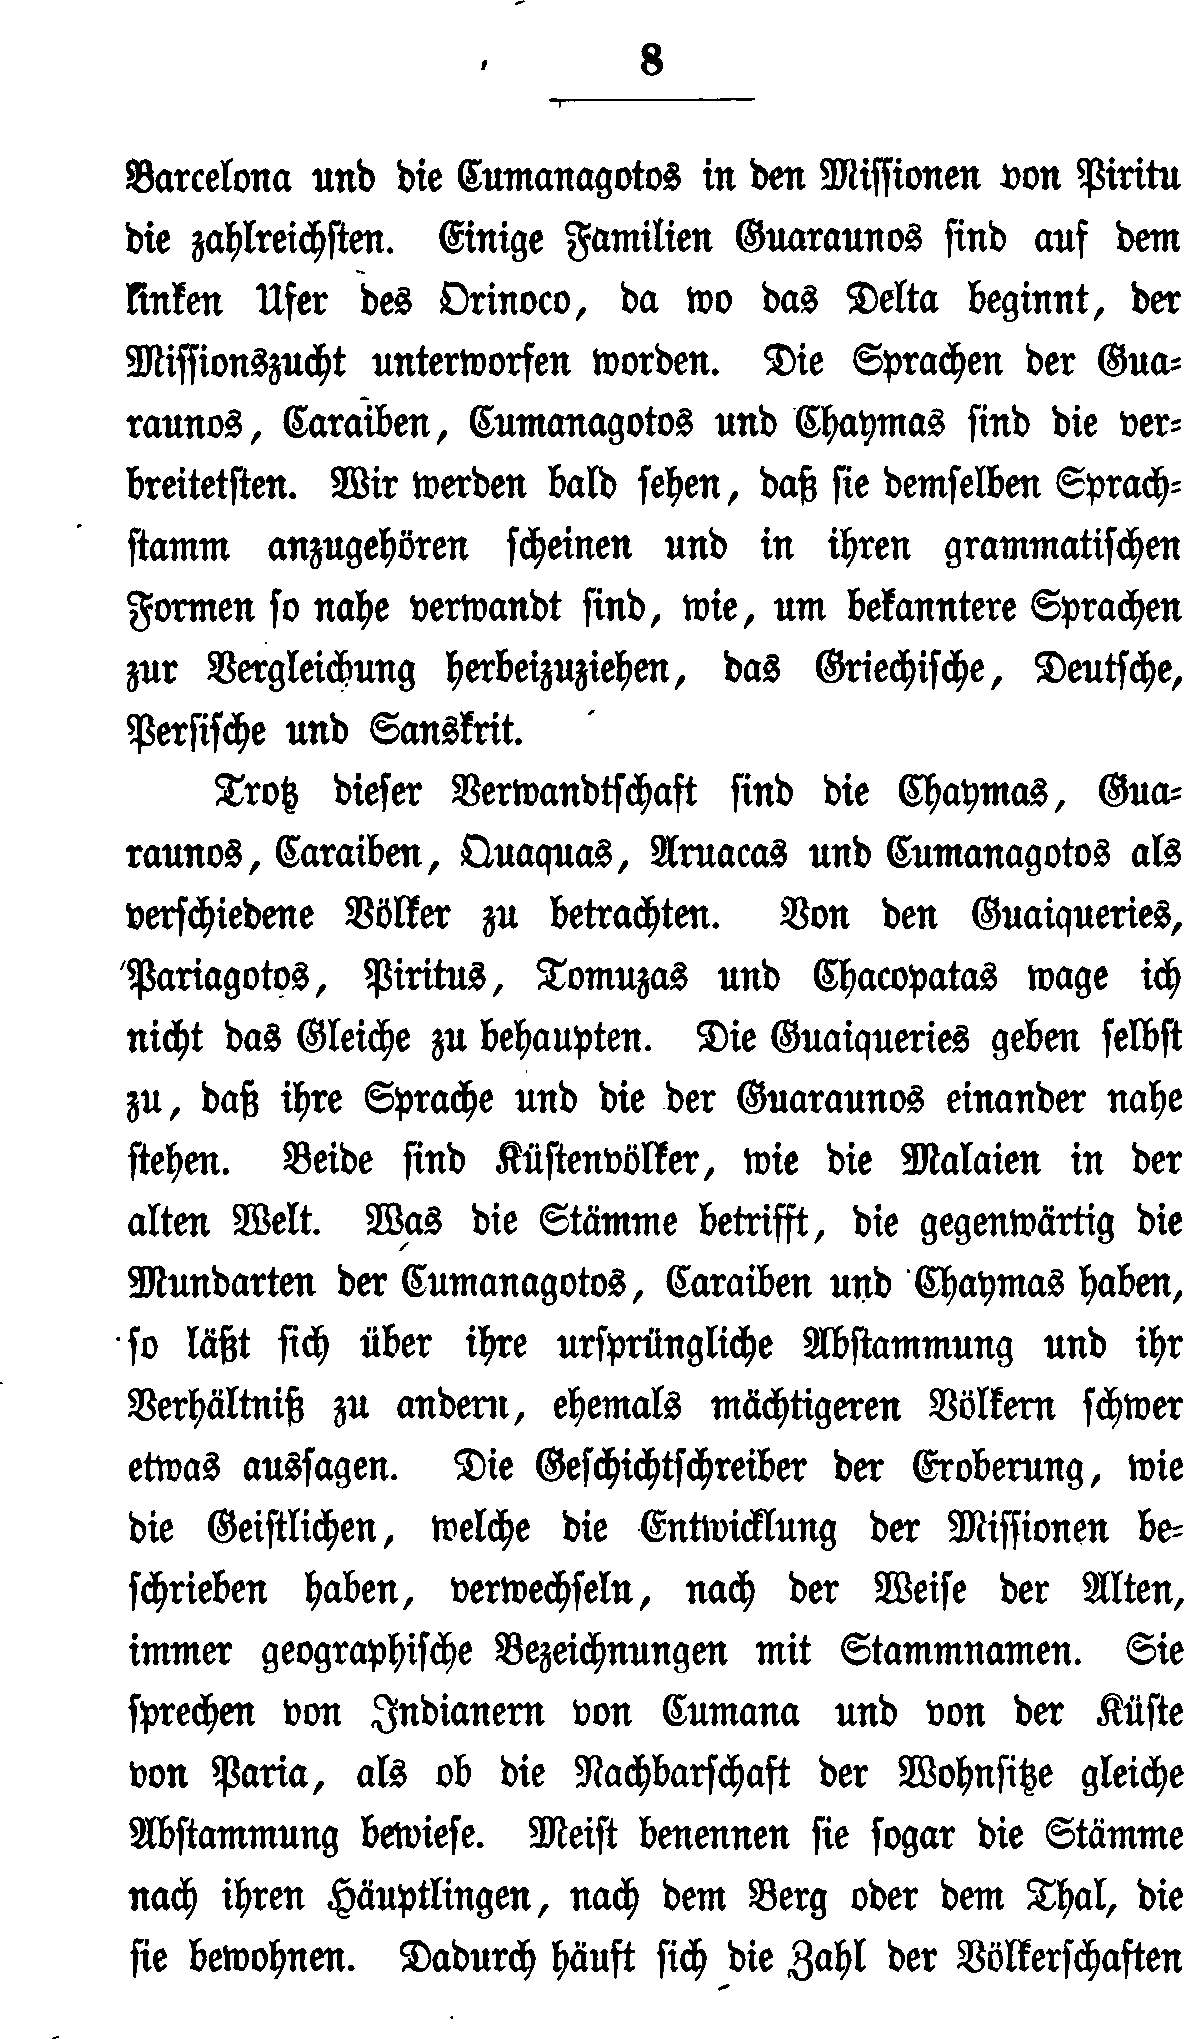 8
Barcelona und die Cumanagotos in den Missionen von Piritu
die zahlreichsten. Einige Familien Guaraunos sind auf dem
linken Ufer des Orinoco, da wo das Delta beginnt, der
Missionszucht unterworfen worden. Die Sprachen der Gua-
raunos, Caraiben, Cumanagotos und Chaymas sind die ver-
breitetsten. Wir werden bald sehen, daß sie demselben Sprach-
stamm anzugehören scheinen und in ihren grammatischen
Formen so nahe verwandt sind, wie, um bekanntere Sprachen
zur Vergleichung herbeizuziehen, das Griechische, Deutsche,
Persische und Sanskrit.
Trotz dieser Verwandtschaft sind die Chaymas, Gua-
raunos, Caraiben, Quaquas, Aruacas und Cumanagotos als
verschiedene Völker zu betrachten. Von den Guaiqueries,
Pariagotos, Piritus, Tomuzas und Chacopatas wage ich
nicht das Gleiche zu behaupten. Die Guaiqueries geben selbst
zu, daß ihre Sprache und die der Guaraunos einander nahe
stehen. Beide sind Küstenvölker, wie die Malaien in der
alten Welt. Was die Stämme betrifft, die gegenwärtig die
Mundarten der Cumanagotos, Caraiben und Chaymas haben,
so läßt sich über ihre ursprüngliche Abstammung und ihr
Verhältniß zu andern, ehemals mächtigeren Völkern schwer
etwas aussagen. Die Geschichtschreiber der Eroberung, wie
die Geistlichen, welche die Entwicklung der Missionen be-
schrieben haben, verwechseln, nach der Weise der Alten,
immer geographische Bezeichnungen mit Stammnamen. Sie
sprechen von Indianern von Cumana und von der Küste
von Paria, als ob die Nachbarschaft der Wohnsitze gleiche
Abstammung bewiese. Meist benennen sie sogar die Stämme
nach ihren Häuptlingen, nach dem Berg oder dem Thal, die
sie bewohnen. Dadurch häuft sich die Zahl der Völkerschaften